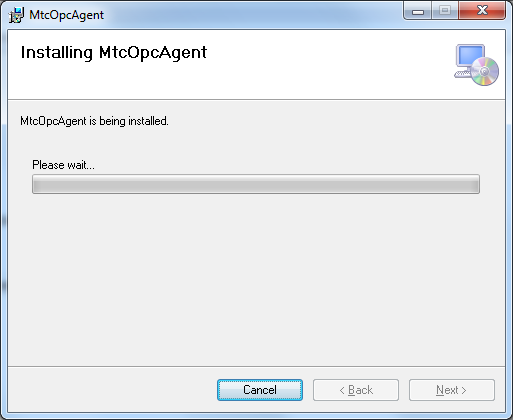 MtcOpcAgent
Installing MtcOpcAgent
MtcOpcAgent is being installed.
Please wait...
Cancel
< Back
Next >